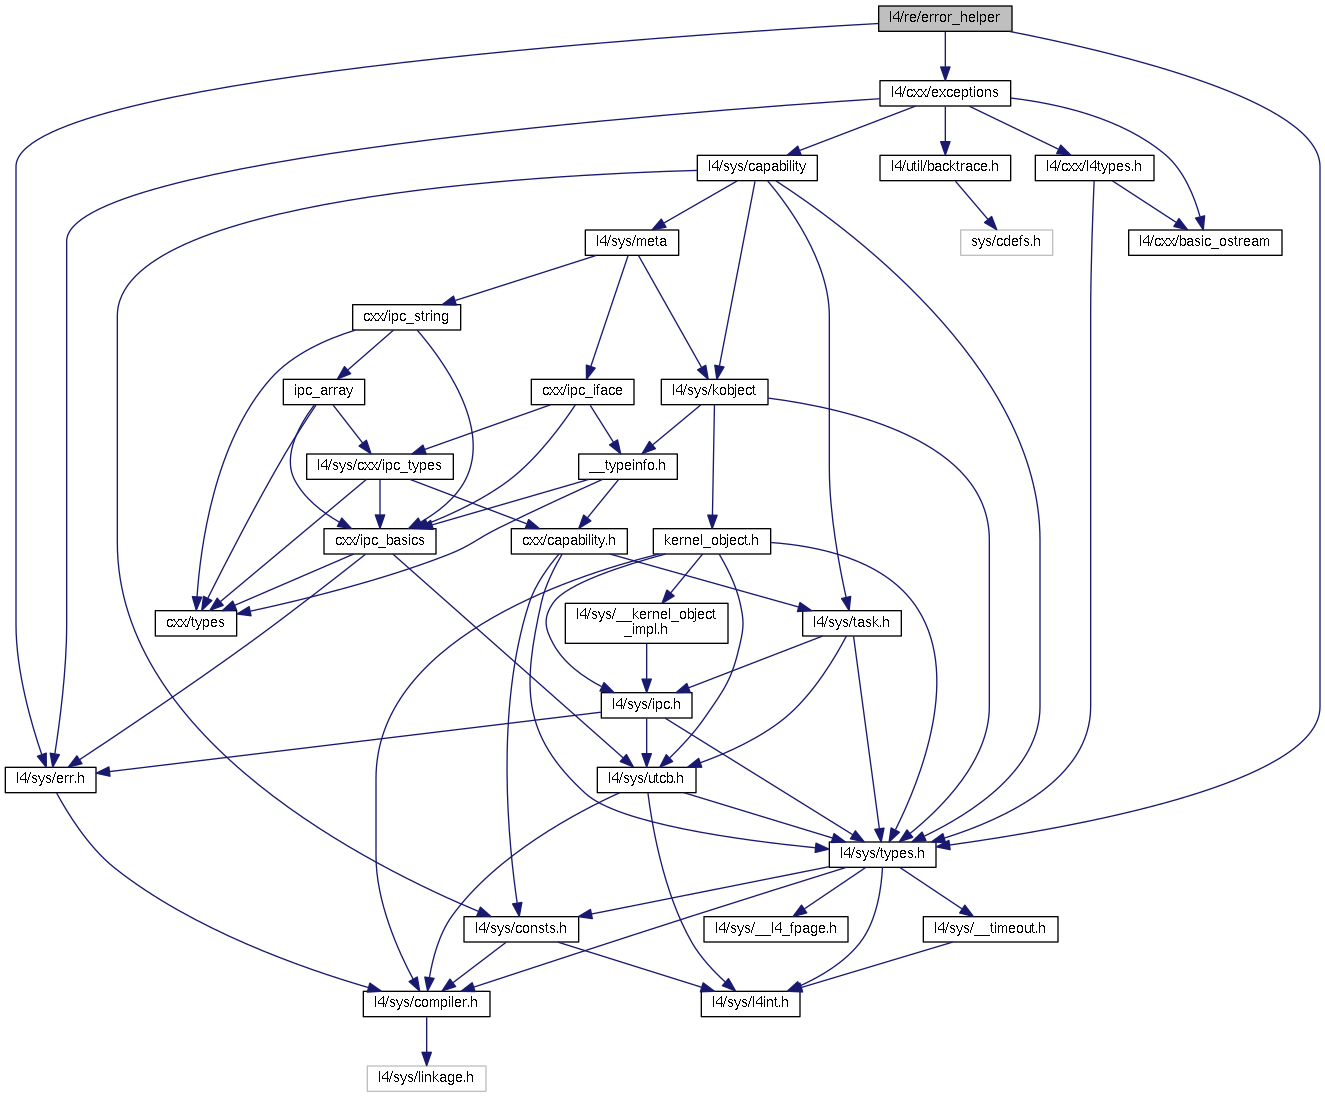 l4/re/error_helper
l4/cxx/exceptions
l4/sys/capability
l4/util/backtrace.h
l4/cxx/l4types.h
l4/sys/meta
sys/cdefs.h
l4/cxx/basic_ostream
cxx/ipc_string
ipc_array
cxx/ipc_iface
l4/sys/kobject
l4/sys/cxx/ipc_types
__typeinfo.h
cxx/ipc_basics
cxx/capability.h
kernel_object.h
cxx/types
l4/sys/__kernel_object
_impl.h
l4/sys/task.h
l4/sys/ipc.h
l4/sys/err.h
l4/sys/utcb.h
l4/sys/types.h
l4/sys/consts.h
l4/sys/__l4_fpage.h
l4/sys/__timeout.h
l4/sys/compiler.h
l4/sys/l4int.h
l4/sys/linkage.h